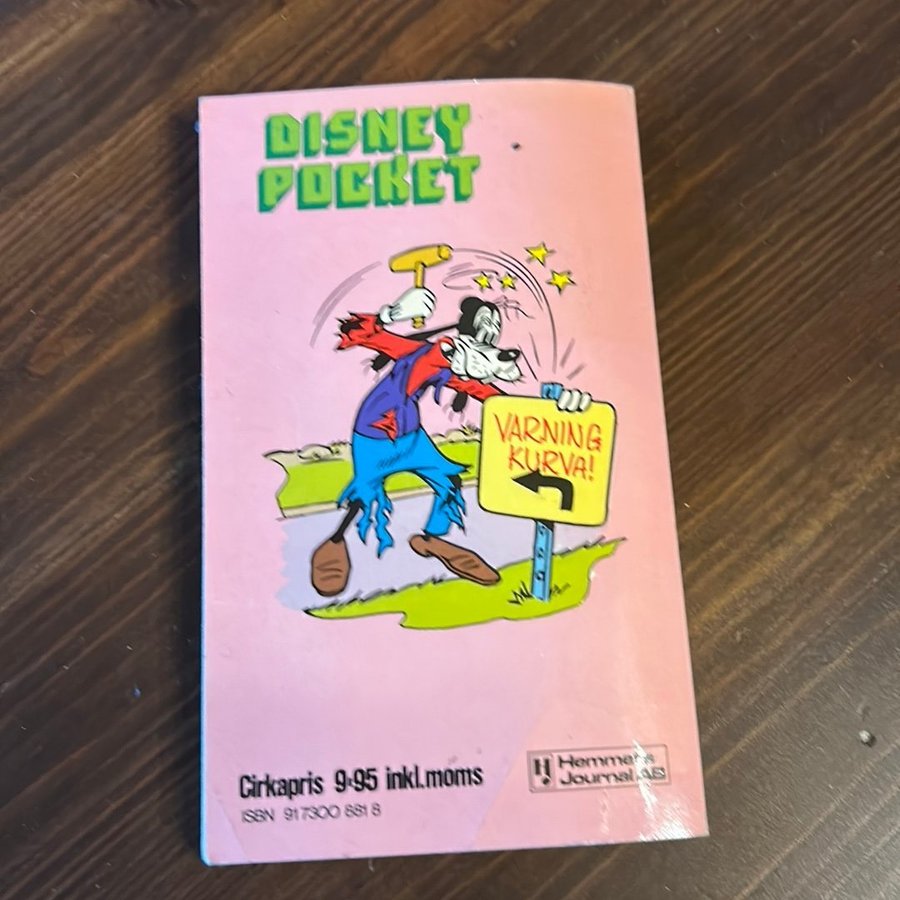 DISNEY
POCKET
VARNING
KURVA!
Cirkapris 9:95 inkl.moms
ISBN 917300 881 8
Hemmets
Journal AB